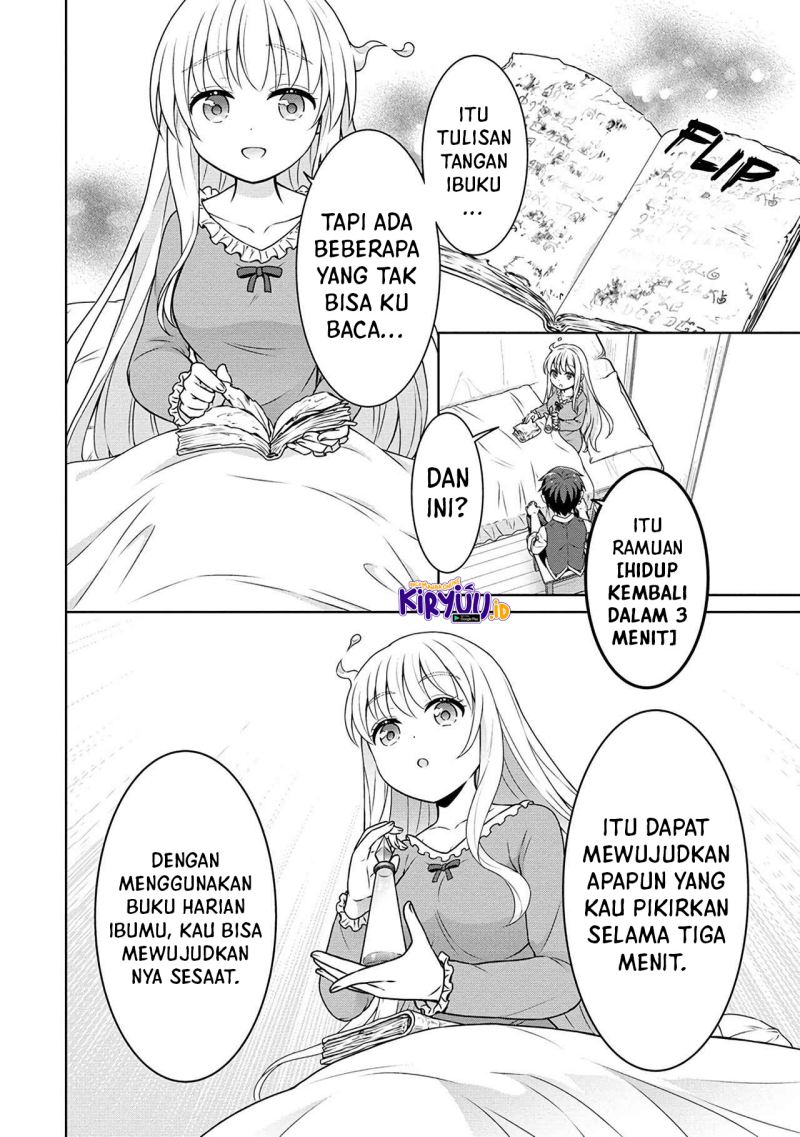 FLIP
ITU
TULISAN
TANGAN
IBUKU
...
TAPI ADA
BEBERAPA
YANG TAK
BISA KU
BACA...
DAN
INI?
ITU
RAMUAN
[HIDUP
KEMBALI
DALAM 3
MENIT]
KIRYUU.ID
ITU DAPAT
MEWUJUDKAN
APAPUN YANG
KAU PIKIRKAN
SELAMA TIGA
MENIT.
DENGAN
MENGGUNAKAN
BUKU HARIAN
IBUMU, KAU BISA
MEWUJUDKAN
NYA SESAAT.